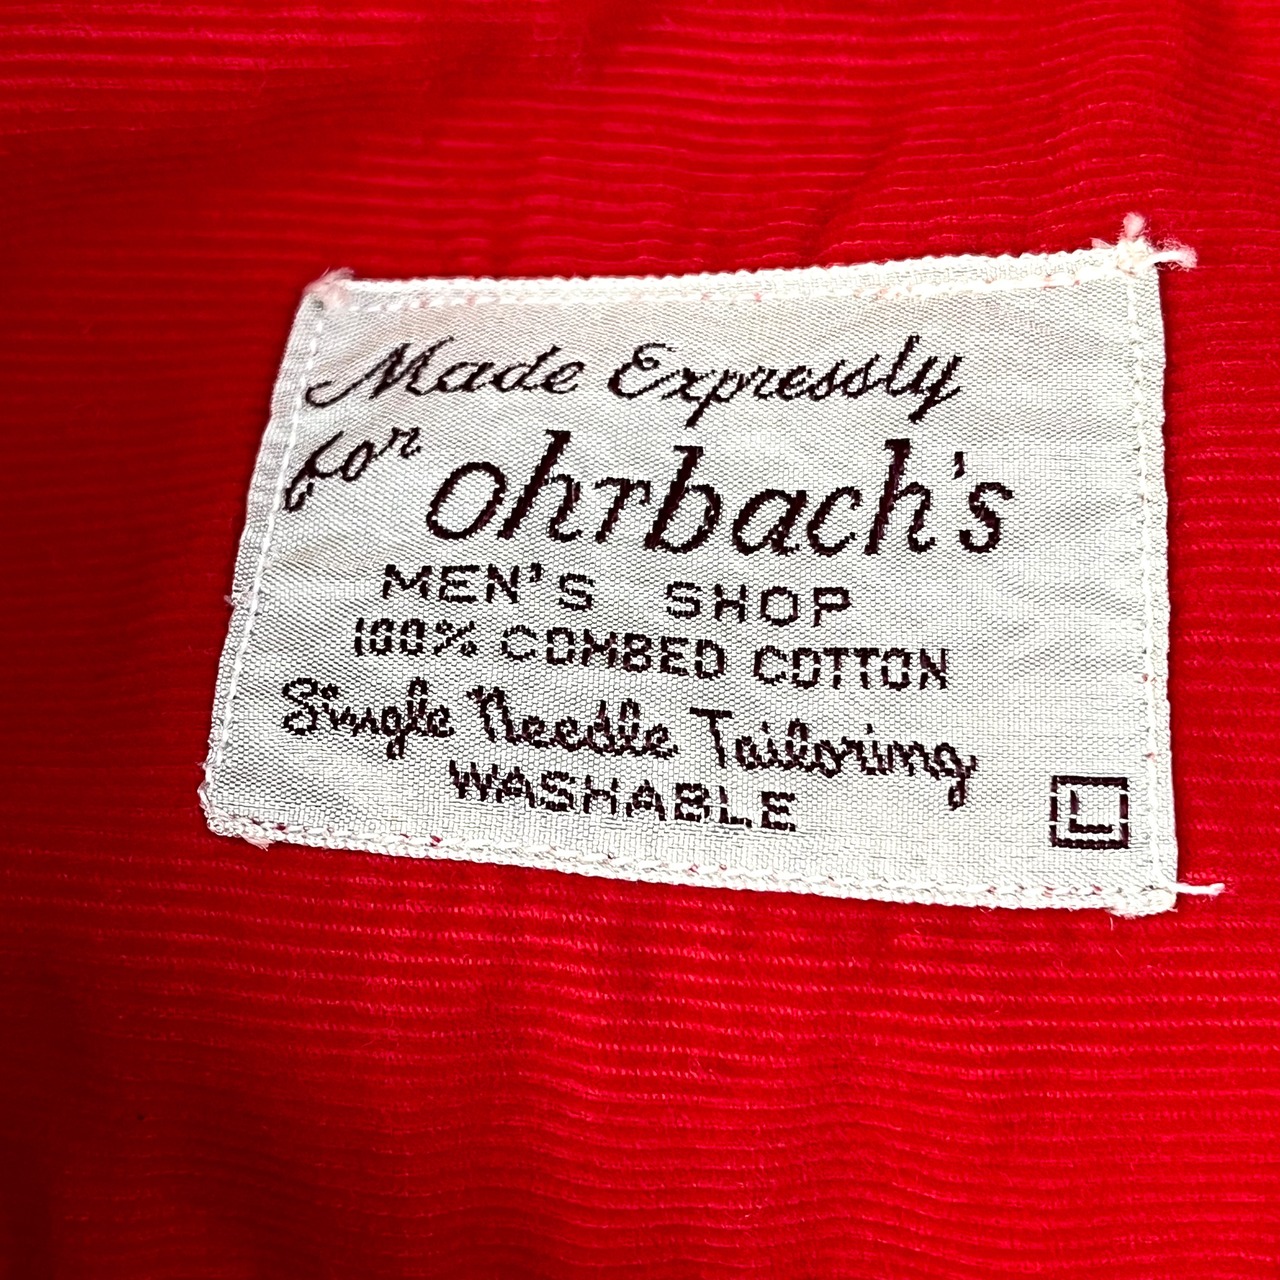 Made Expressly
for ohrbach's
MEN'S SHOP
100% COMBED COTTON
Single Needle Tailoring
WASHABLE
L